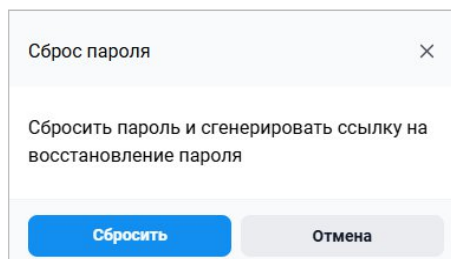 Сброс пароля
Сбросить пароль и сгенерировать ссылку на
восстановление пароля
Сбросить
Отмена